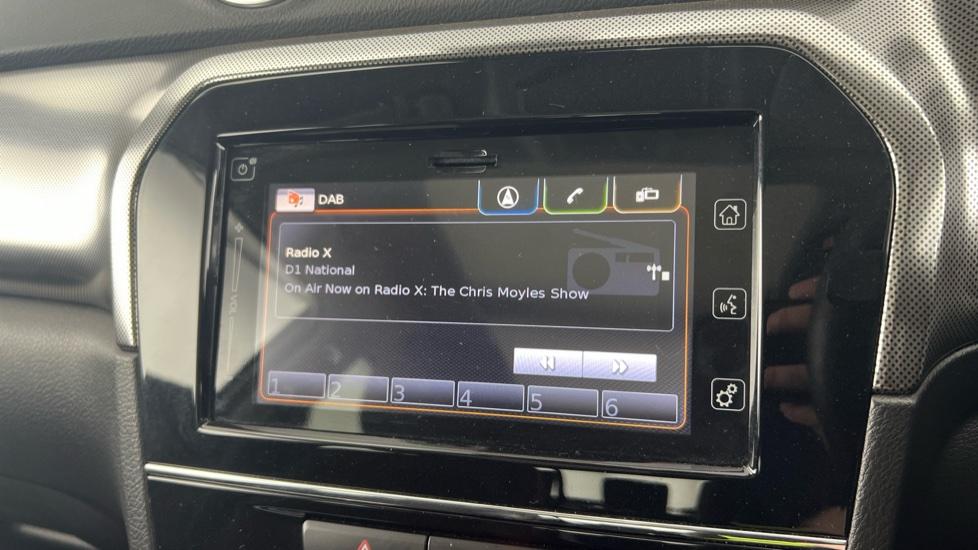 DAB
Radio X
D1 National
On Air Now on Radio X: The Chris Moyles Show
VOL
1 2 3 4 5 6